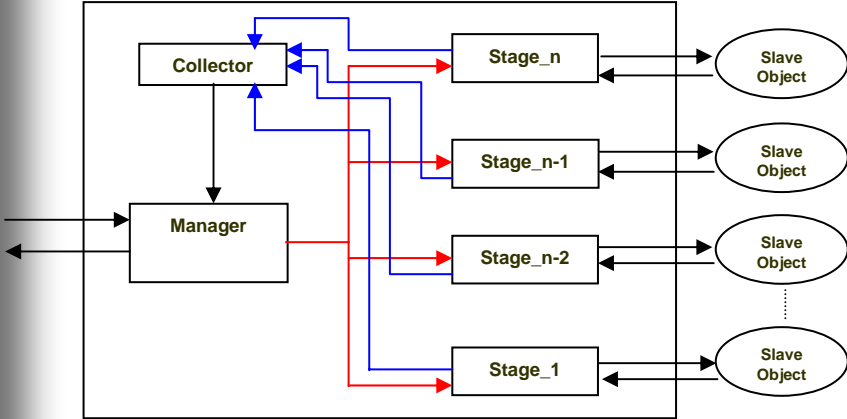 Collector
Stage_n
Slave
Object
Stage_n-1
Slave
Object
Manager
Stage_n-2
Slave
Object
Stage_1
Slave
Object